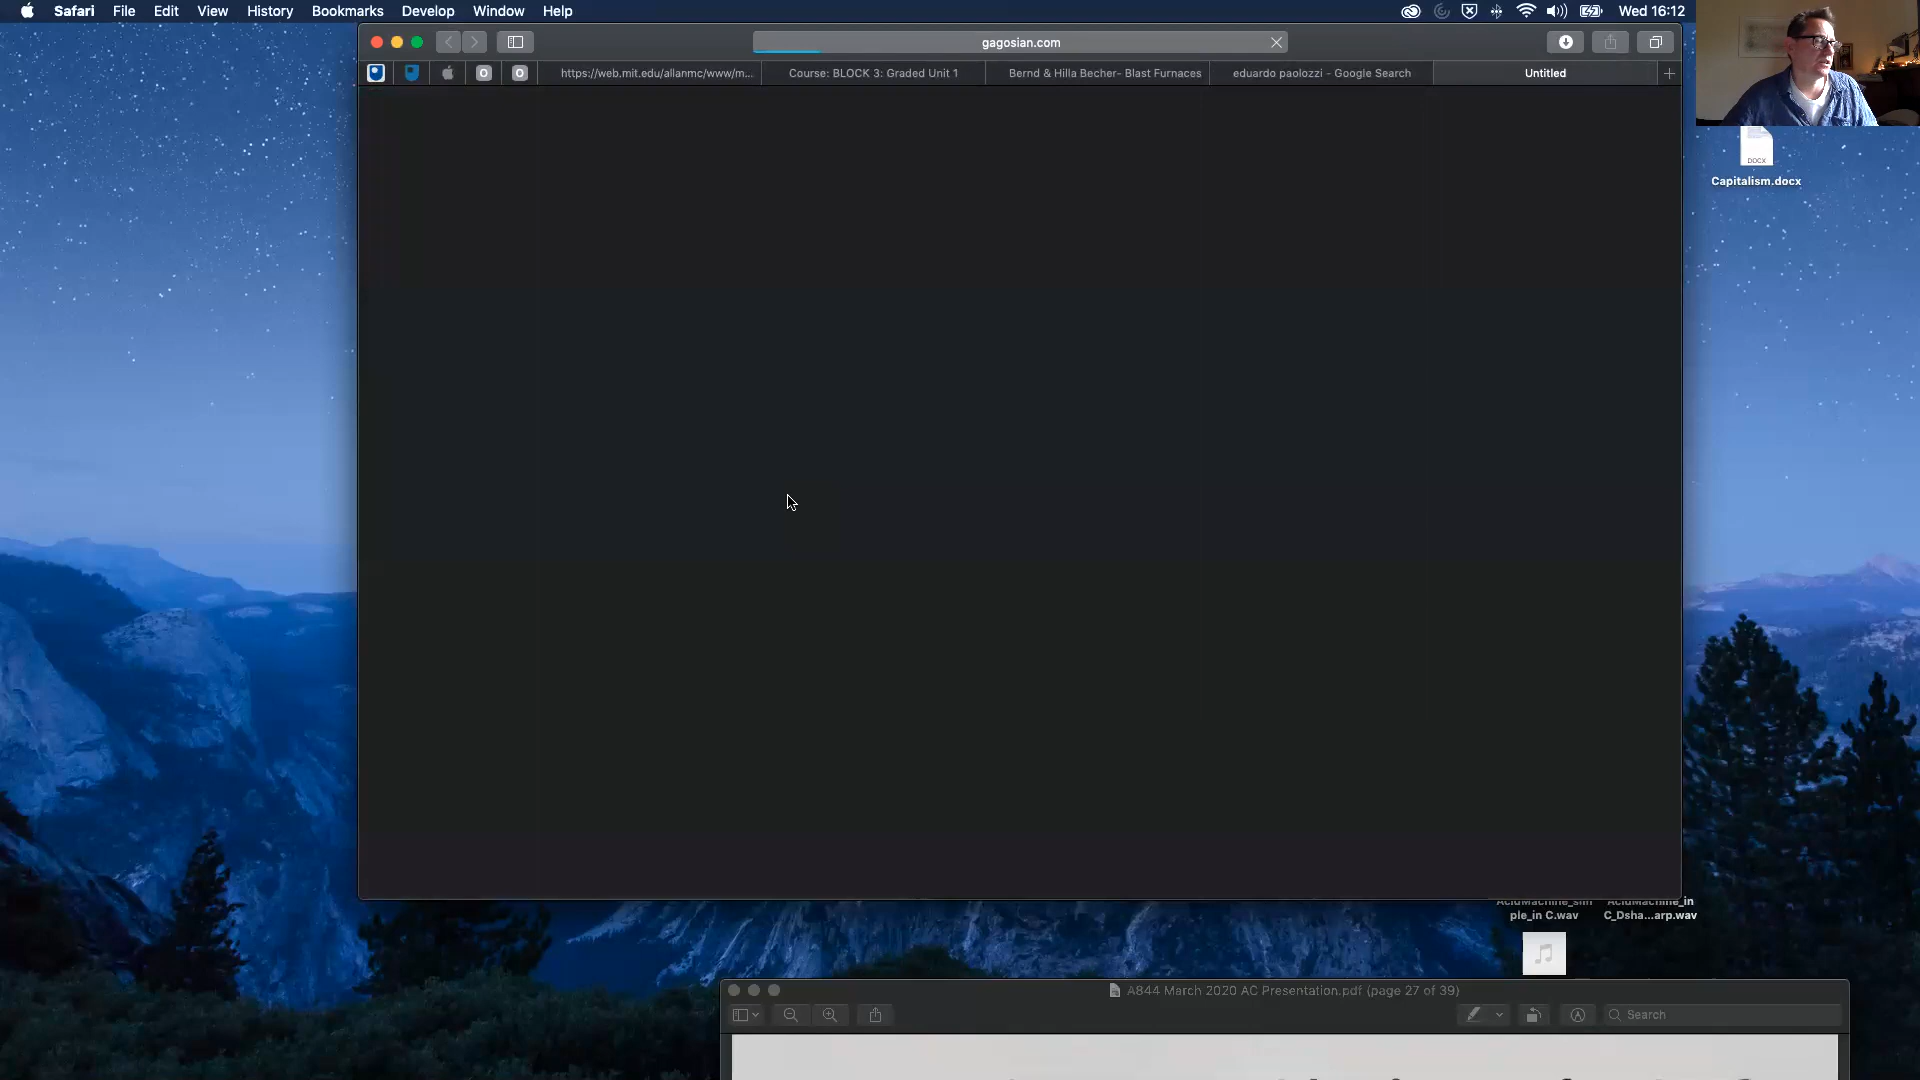 Safari File Edit View History Bookmarks Develop Window Help
Wed 16:12
gagosian.com
https://web.mit.edu/allanmc/www/m...
Course: BLOCK 3: Graded Unit 1
Bernd & Hilla Becher- Blast Furnaces
eduardo paolozzi - Google Search
Untitled
DOCX
Capitalism.docx
AcidMachine_sim
ple_in C.wav
AcidMachine_in
C_Dsha...arp.wav
A844 March 2020 AC Presentation.pdf (page 27 of 39)
Search